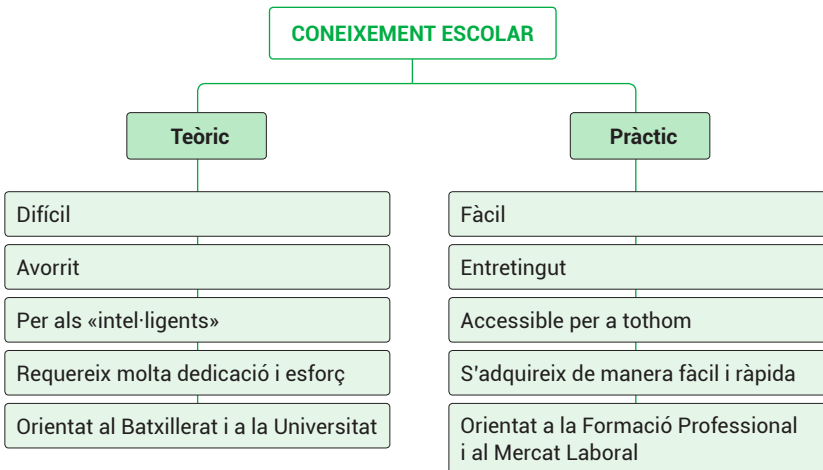 CONEIXEMENT ESCOLAR
Teòric
Difícil
Avorrit
Per als «intel·ligents»
Requereix molta dedicació i esforç
Orientat al Batxillerat i a la Universitat
Pràctic
Fàcil
Entretingut
Accessible per a tothom
S'adquireix de manera fàcil i ràpida
Orientat a la Formació Professional
i al Mercat Laboral